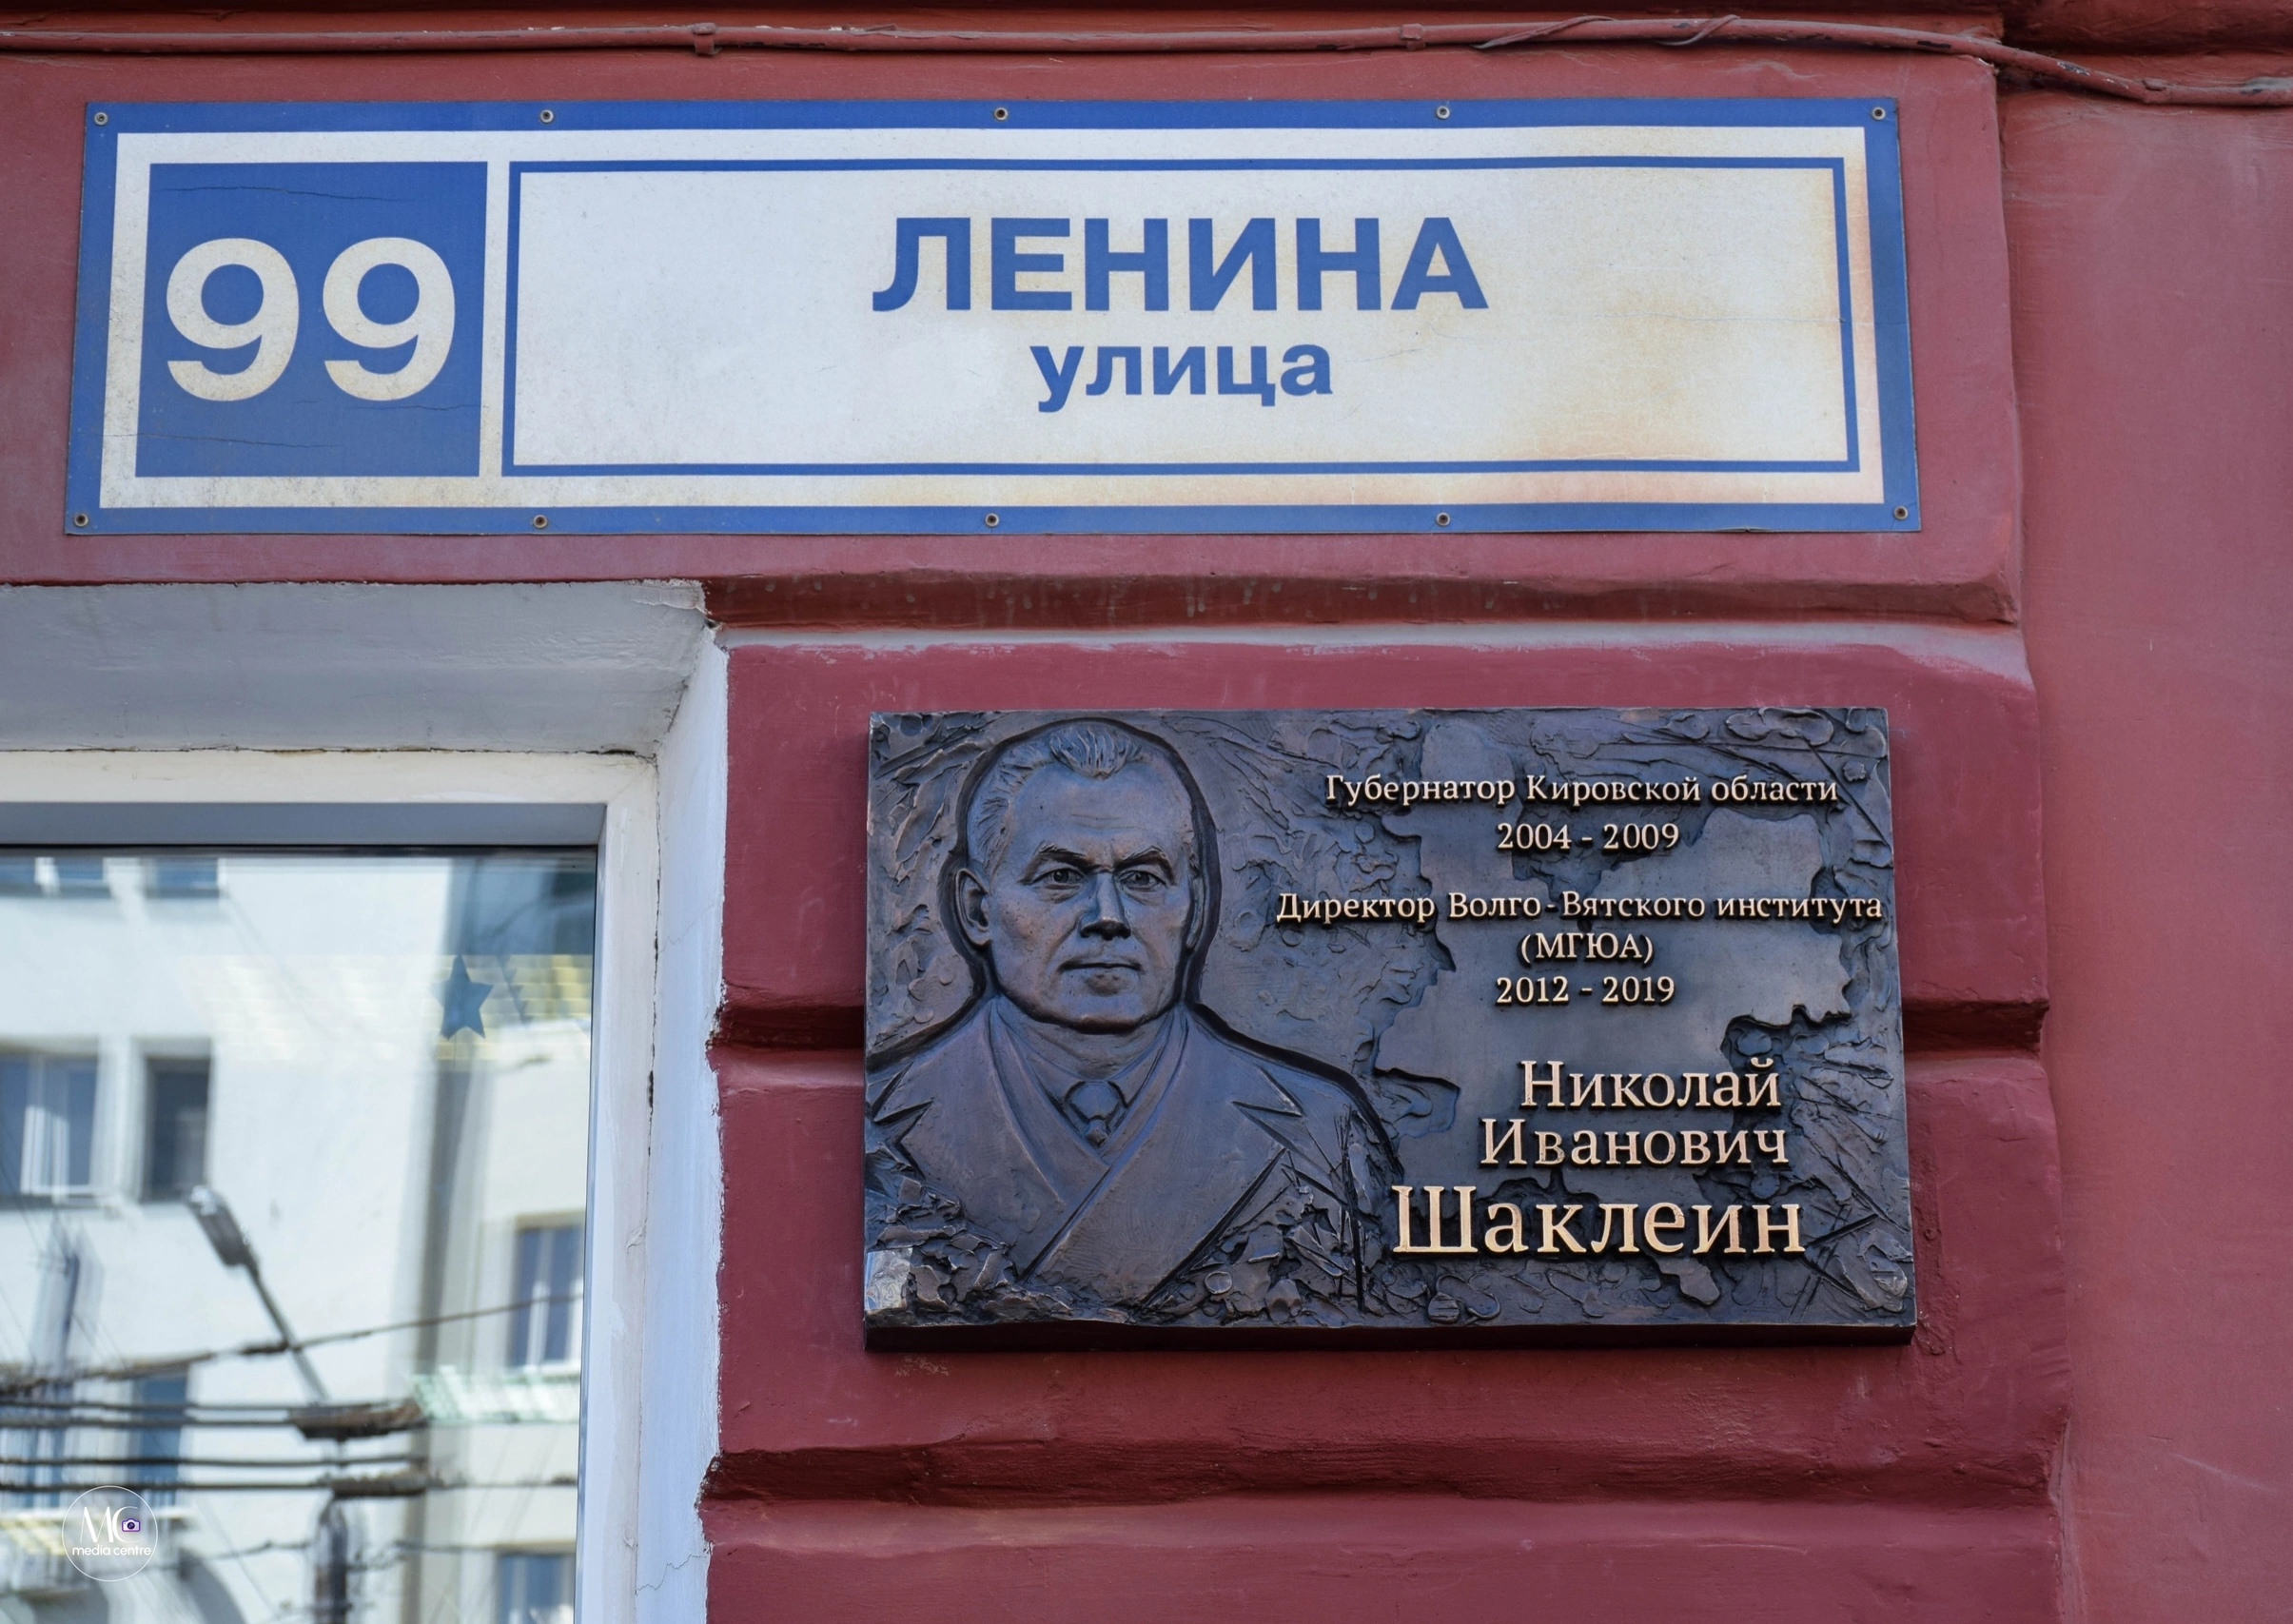 99
ЛЕНИНА
улица
Губернатор Кировской области
2004 - 2009
Директор Волго-Вятского института
(МГЮА)
2012 - 2019
Николай
Иванович
Шаклеин
MC
media centre